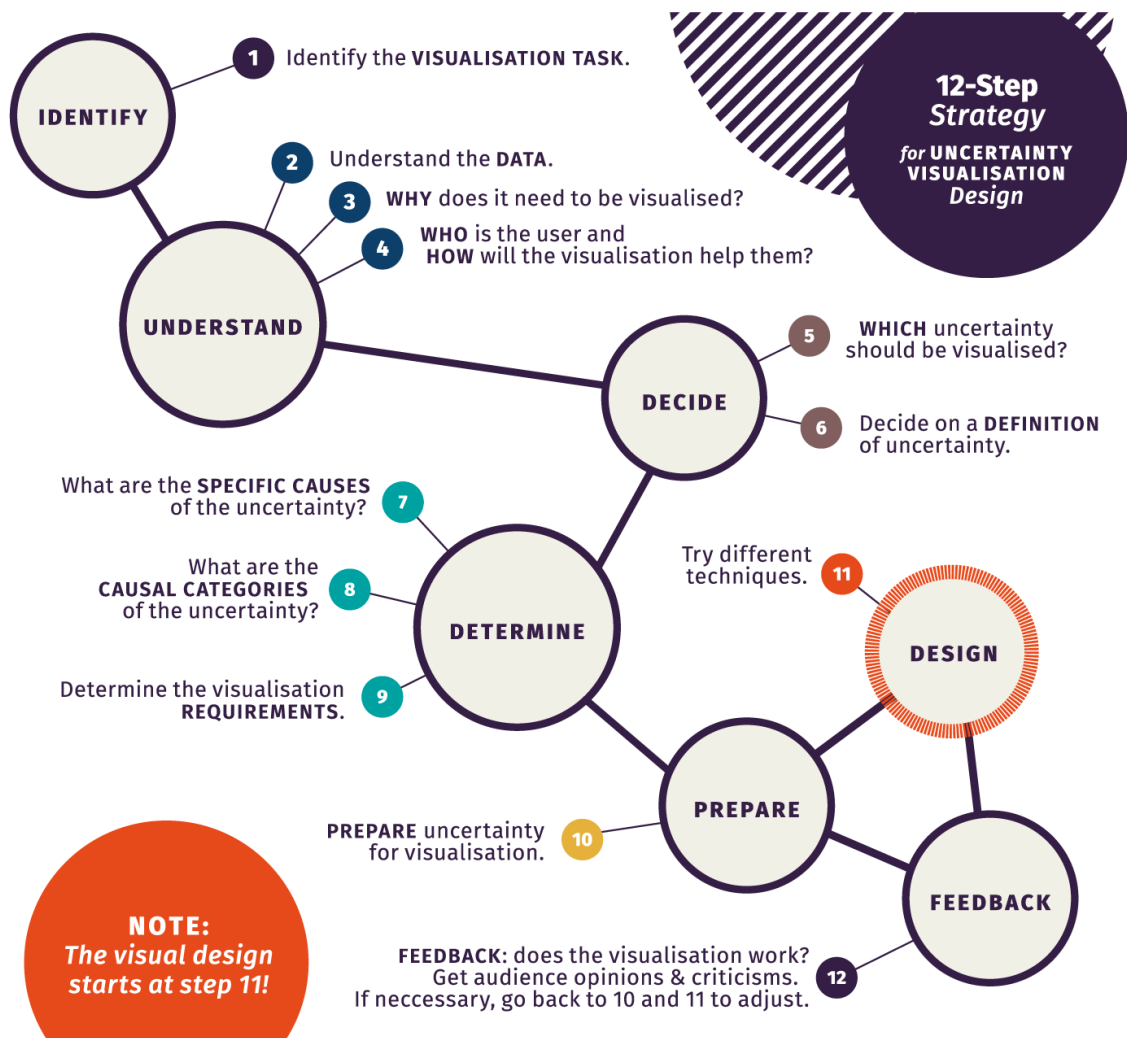 12-Step
Strategy
for UNCERTAINTY
VISUALISATION
Design
IDENTIFY
1 Identify the VISUALISATION TASK.
UNDERSTAND
2 Understand the DATA.
3 WHY does it need to be visualised?
4 WHO is the user and
HOW will the visualisation help them?
DECIDE
5 WHICH uncertainty
should be visualised?
6 Decide on a DEFINITION
of uncertainty.
DETERMINE
What are the SPECIFIC CAUSES
of the uncertainty?
7
What are the
CAUSAL CATEGORIES
of the uncertainty?
8
Determine the visualisation
REQUIREMENTS.
9
PREPARE
PREPARE uncertainty
for visualisation.
10
DESIGN
Try different
techniques.
11
FEEDBACK
FEEDBACK: does the visualisation work?
Get audience opinions & criticisms.
If neccessary, go back to 10 and 11 to adjust.
12
NOTE:
The visual design
starts at step 11!